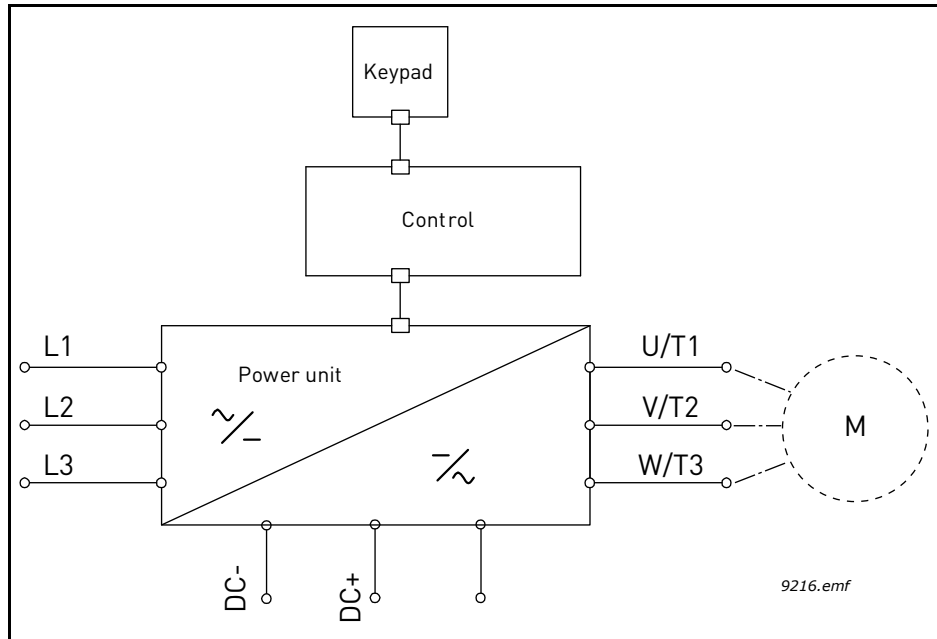 Keypad
Control
L1
U/T1
Power unit
L2
V/T2
M
L3
W/T3
DC-
DC+
9216.emf